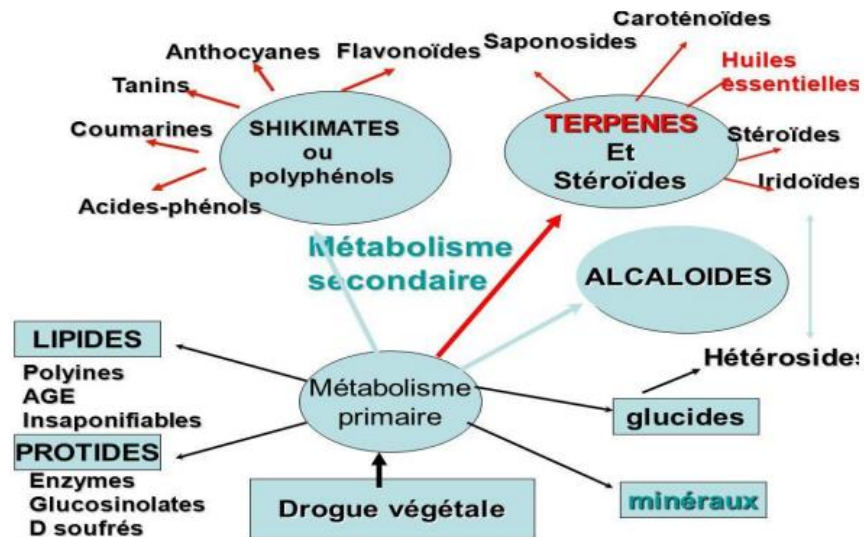 Caroténoïdes
Anthocyanes
Flavonoïdes
Saponosides
Huiles
essentielles
Tanins
Coumarines
Acides-phénols
SHIKIMATES
ou
polyphénols
TERPENES
Et
Stéroïdes
Stéroïdes
Iridoïdes
Métabolisme
secondaire
ALCALOIDES
LIPIDES
Polyines
AGE
Insaponifiables
PROTIDES
Enzymes
Glucosinolates
D soufrés
Métabolisme
primaire
Hétérosides
glucides
minéraux
Drogue végétale